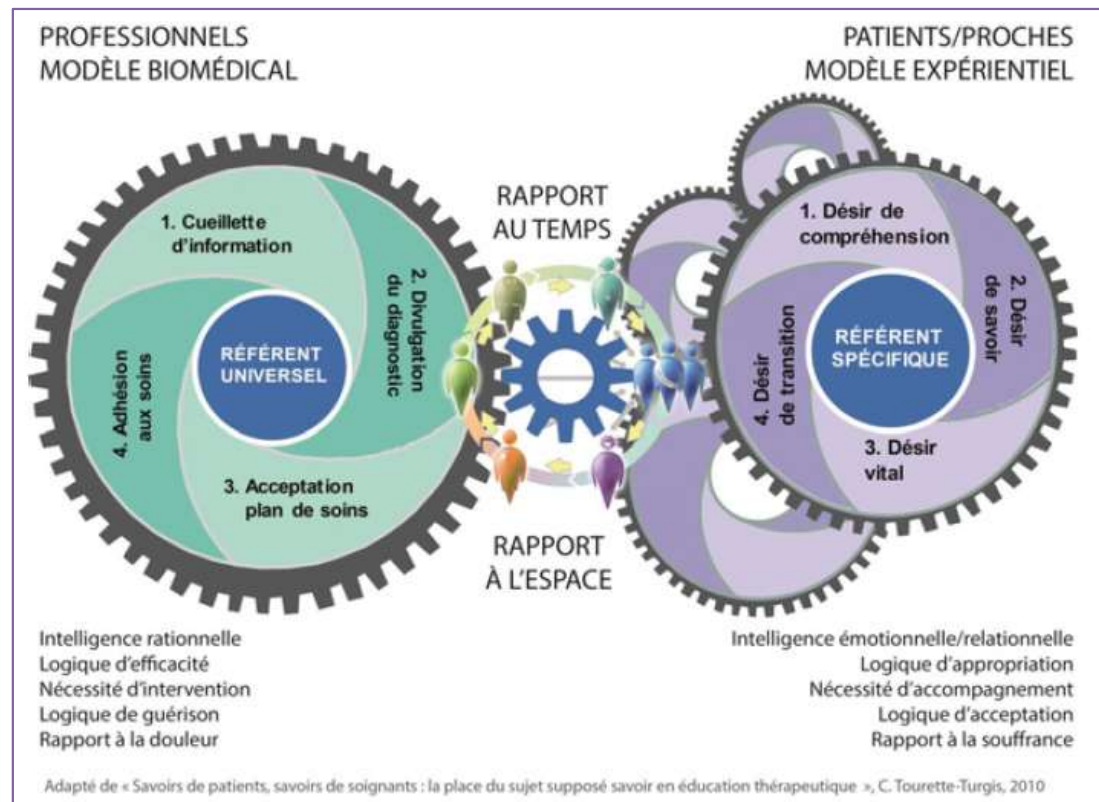 PROFESSIONNELS
MODÈLE BIOMÉDICAL
PATIENTS/PROCHES
MODÈLE EXPÉRIENTIEL
1. Cueillette
d'information
2. Divulgation
du diagnostic
3. Acceptation
plan de soins
4. Adhésion
aux soins
RÉFÉRENT
UNIVERSEL
RAPPORT
AU TEMPS
RAPPORT
À L'ESPACE
1. Désir de
compréhension
2. Désir
de savoir
3. Désir
vital
4. Désir
de transition
RÉFÉRENT
SPÉCIFIQUE
Intelligence rationnelle
Logique d'efficacité
Nécessité d'intervention
Logique de guérison
Rapport à la douleur
Intelligence émotionnelle/relationnelle
Logique d'appropriation
Nécessité d'accompagnement
Logique d'acceptation
Rapport à la souffrance
Adapté de « Savoirs de patients, savoirs de soignants : la place du sujet supposé savoir en éducation thérapeutique », C. Tourette-Turgis, 2010